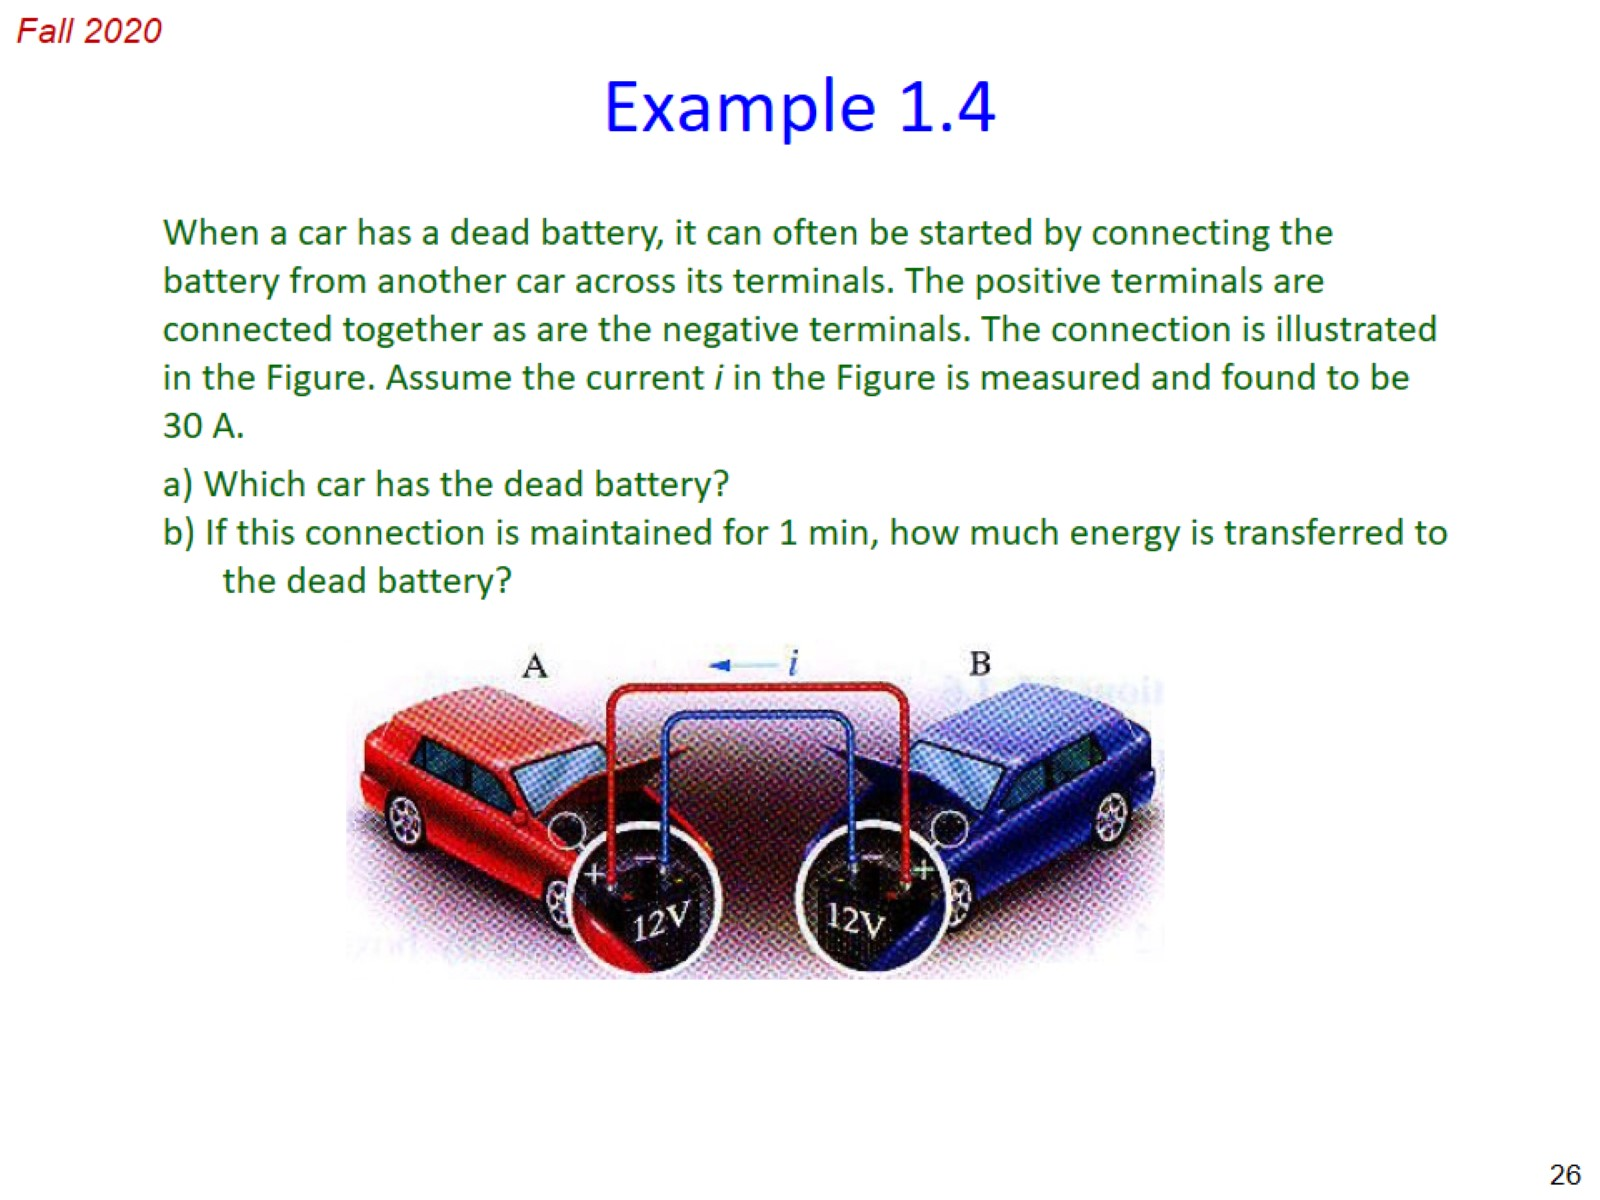 Fall 2020
Example 1.4
When a car has a dead battery, it can often be started by connecting the
battery from another car across its terminals. The positive terminals are
connected together as are the negative terminals. The connection is illustrated
in the Figure. Assume the current i in the Figure is measured and found to be
30 A.
a) Which car has the dead battery?
b) If this connection is maintained for 1 min, how much energy is transferred to
the dead battery?
A
i
B
+
−
−
+
12V
12V
26